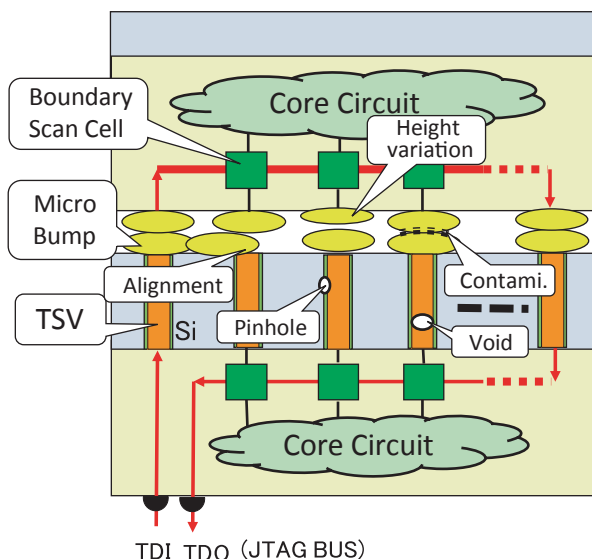 Core Circuit
Boundary
Scan Cell
Height
variation
Micro
Bump
Alignment
Contami.
TSV
Si
Pinhole
Void
Core Circuit
TDI TDO (JTAG BUS)